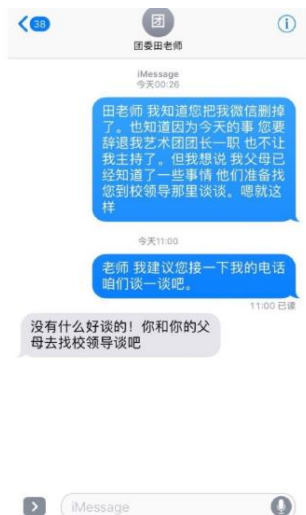 38
团
团委田老师
iMessage
今天00:26
田老师 我知道您把我微信删掉
了。也知道因为今天的事 您要
辞退我艺术团团长一职 也不让
我主持了。但我想说 我父母已
经知道了一些事情 他们准备找
您到校领导那里谈谈。嗯就这
样
今天11:00
老师 我建议您接一下我的电话
咱们谈一谈吧。
11:00 已读
没有什么好谈的！你和你的父
母去找校领导谈吧
iMessage